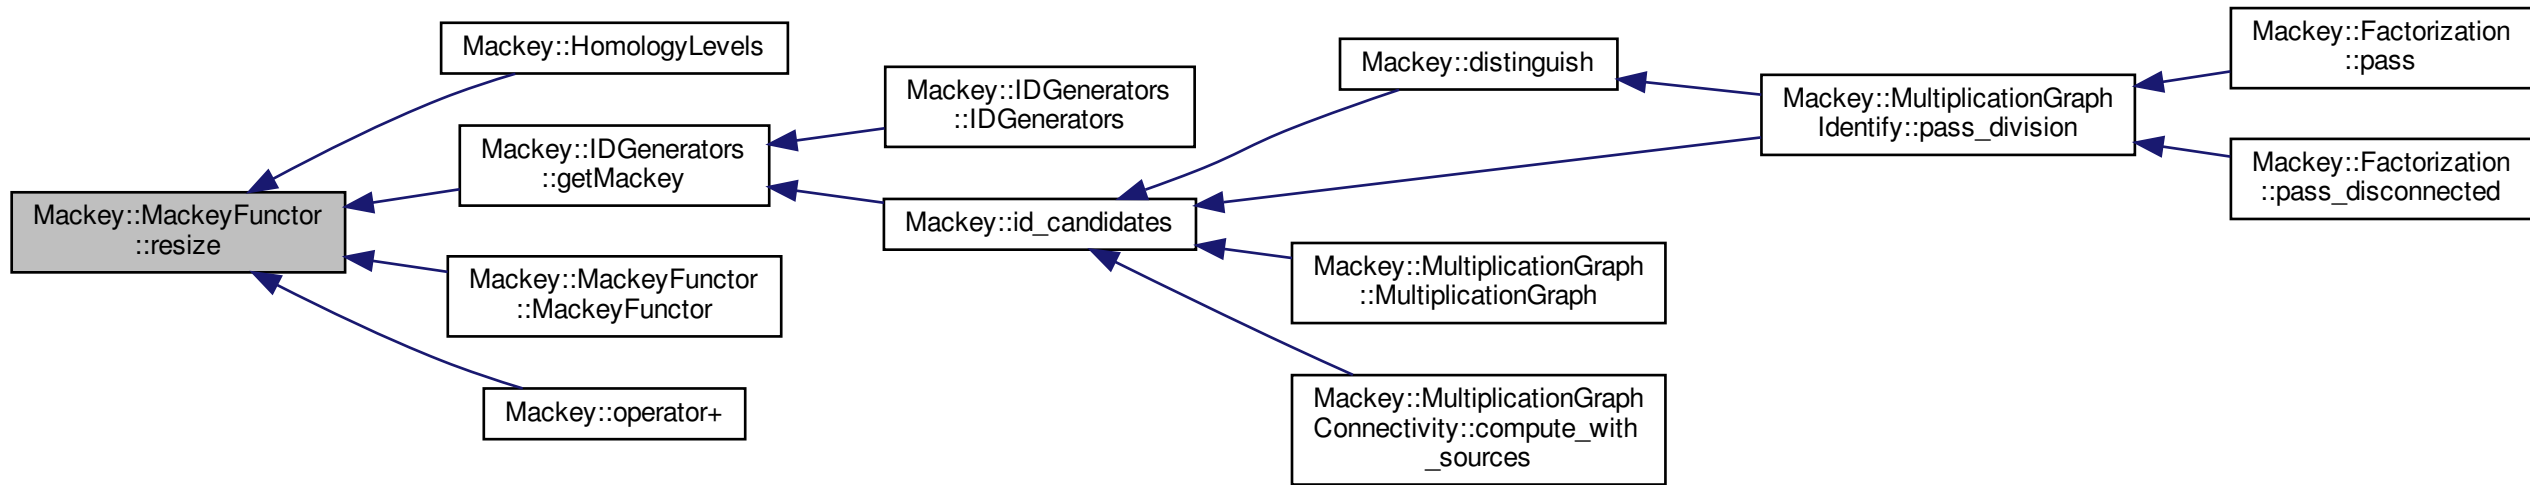 Mackey::MackeyFunctor
::resize
Mackey::HomologyLevels
Mackey::IDGenerators
::getMackey
Mackey::MackeyFunctor
::MackeyFunctor
Mackey::operator+
Mackey::IDGenerators
::IDGenerators
Mackey::id_candidates
Mackey::distinguish
Mackey::MultiplicationGraph
::MultiplicationGraph
Mackey::MultiplicationGraph
Connectivity::compute_with
_sources
Mackey::MultiplicationGraph
Identify::pass_division
Mackey::Factorization
::pass
Mackey::Factorization
::pass_disconnected